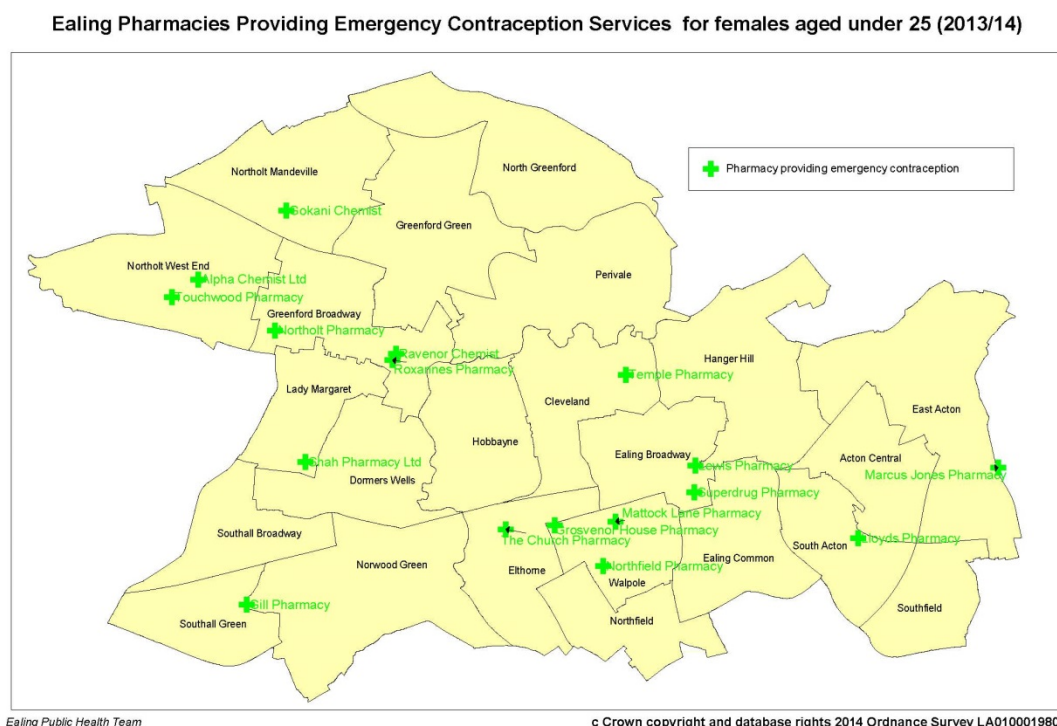 Ealing Pharmacies Providing Emergency Contraception Services for females aged under 25 (2013/14)
Pharmacy providing emergency contraception
North Greenford
Northolt Mandeville
Gokani Chemist
Greenford Green
Northolt West End
Perivale
Alpha Chemist Ltd
Touchwood Pharmacy
Greenford Broadway
Northolt Pharmacy
Ravenor Chemist
Roxannes Pharmacy
Hanger Hill
Temple Pharmacy
Lady Margaret
Cleveland
East Acton
Hobbayne
Ealing Broadway
Acton Central
Shah Pharmacy Ltd
Lewis Pharmacy
Marcus Jones Pharmacy
Dormers Wells
Superdrug Pharmacy
Mattock Lane Pharmacy
Grosvenor House Pharmacy
Southall Broadway
The Church Pharmacy
Lloyds Pharmacy
South Acton
Norwood Green
Elthorne
Northfield Pharmacy
Ealing Common
Walpole
Gill Pharmacy
Southfield
Southall Green
Northfield
Ealing Public Health Team
c Crown copyright and database rights 2014 Ordnance Survey LA010001980